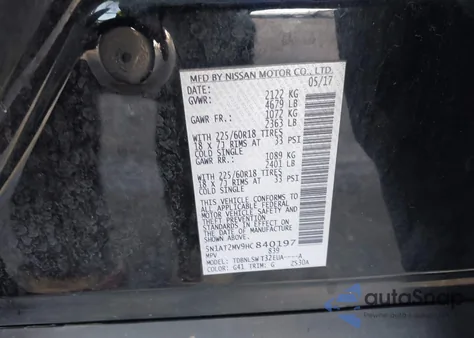 MFD BY NISSAN MOTOR CO., LTD.
DATE: 05/17
GVWR: 2122 KG
4679 LB
GAWR FR.: 1072 KG
2363 LB
WITH 225/60R18 TIRES
18 x 7J RIMS AT 33 PSI
COLD SINGLE
GAWR RR.: 1089 KG
2401 LB
WITH 225/60R18 TIRES
18 x 7J RIMS AT 33 PSI
COLD SINGLE
THIS VEHICLE CONFORMS TO
ALL APPLICABLE FEDERAL
MOTOR VEHICLE SAFETY
STANDARDS IN EFFECT ON
THE DATE OF MANUFACTURE
SHOWN ABOVE.
5N1AT2MV9HC840197
MPV 839
COLOR: G41 TRIM: G
autoSnap